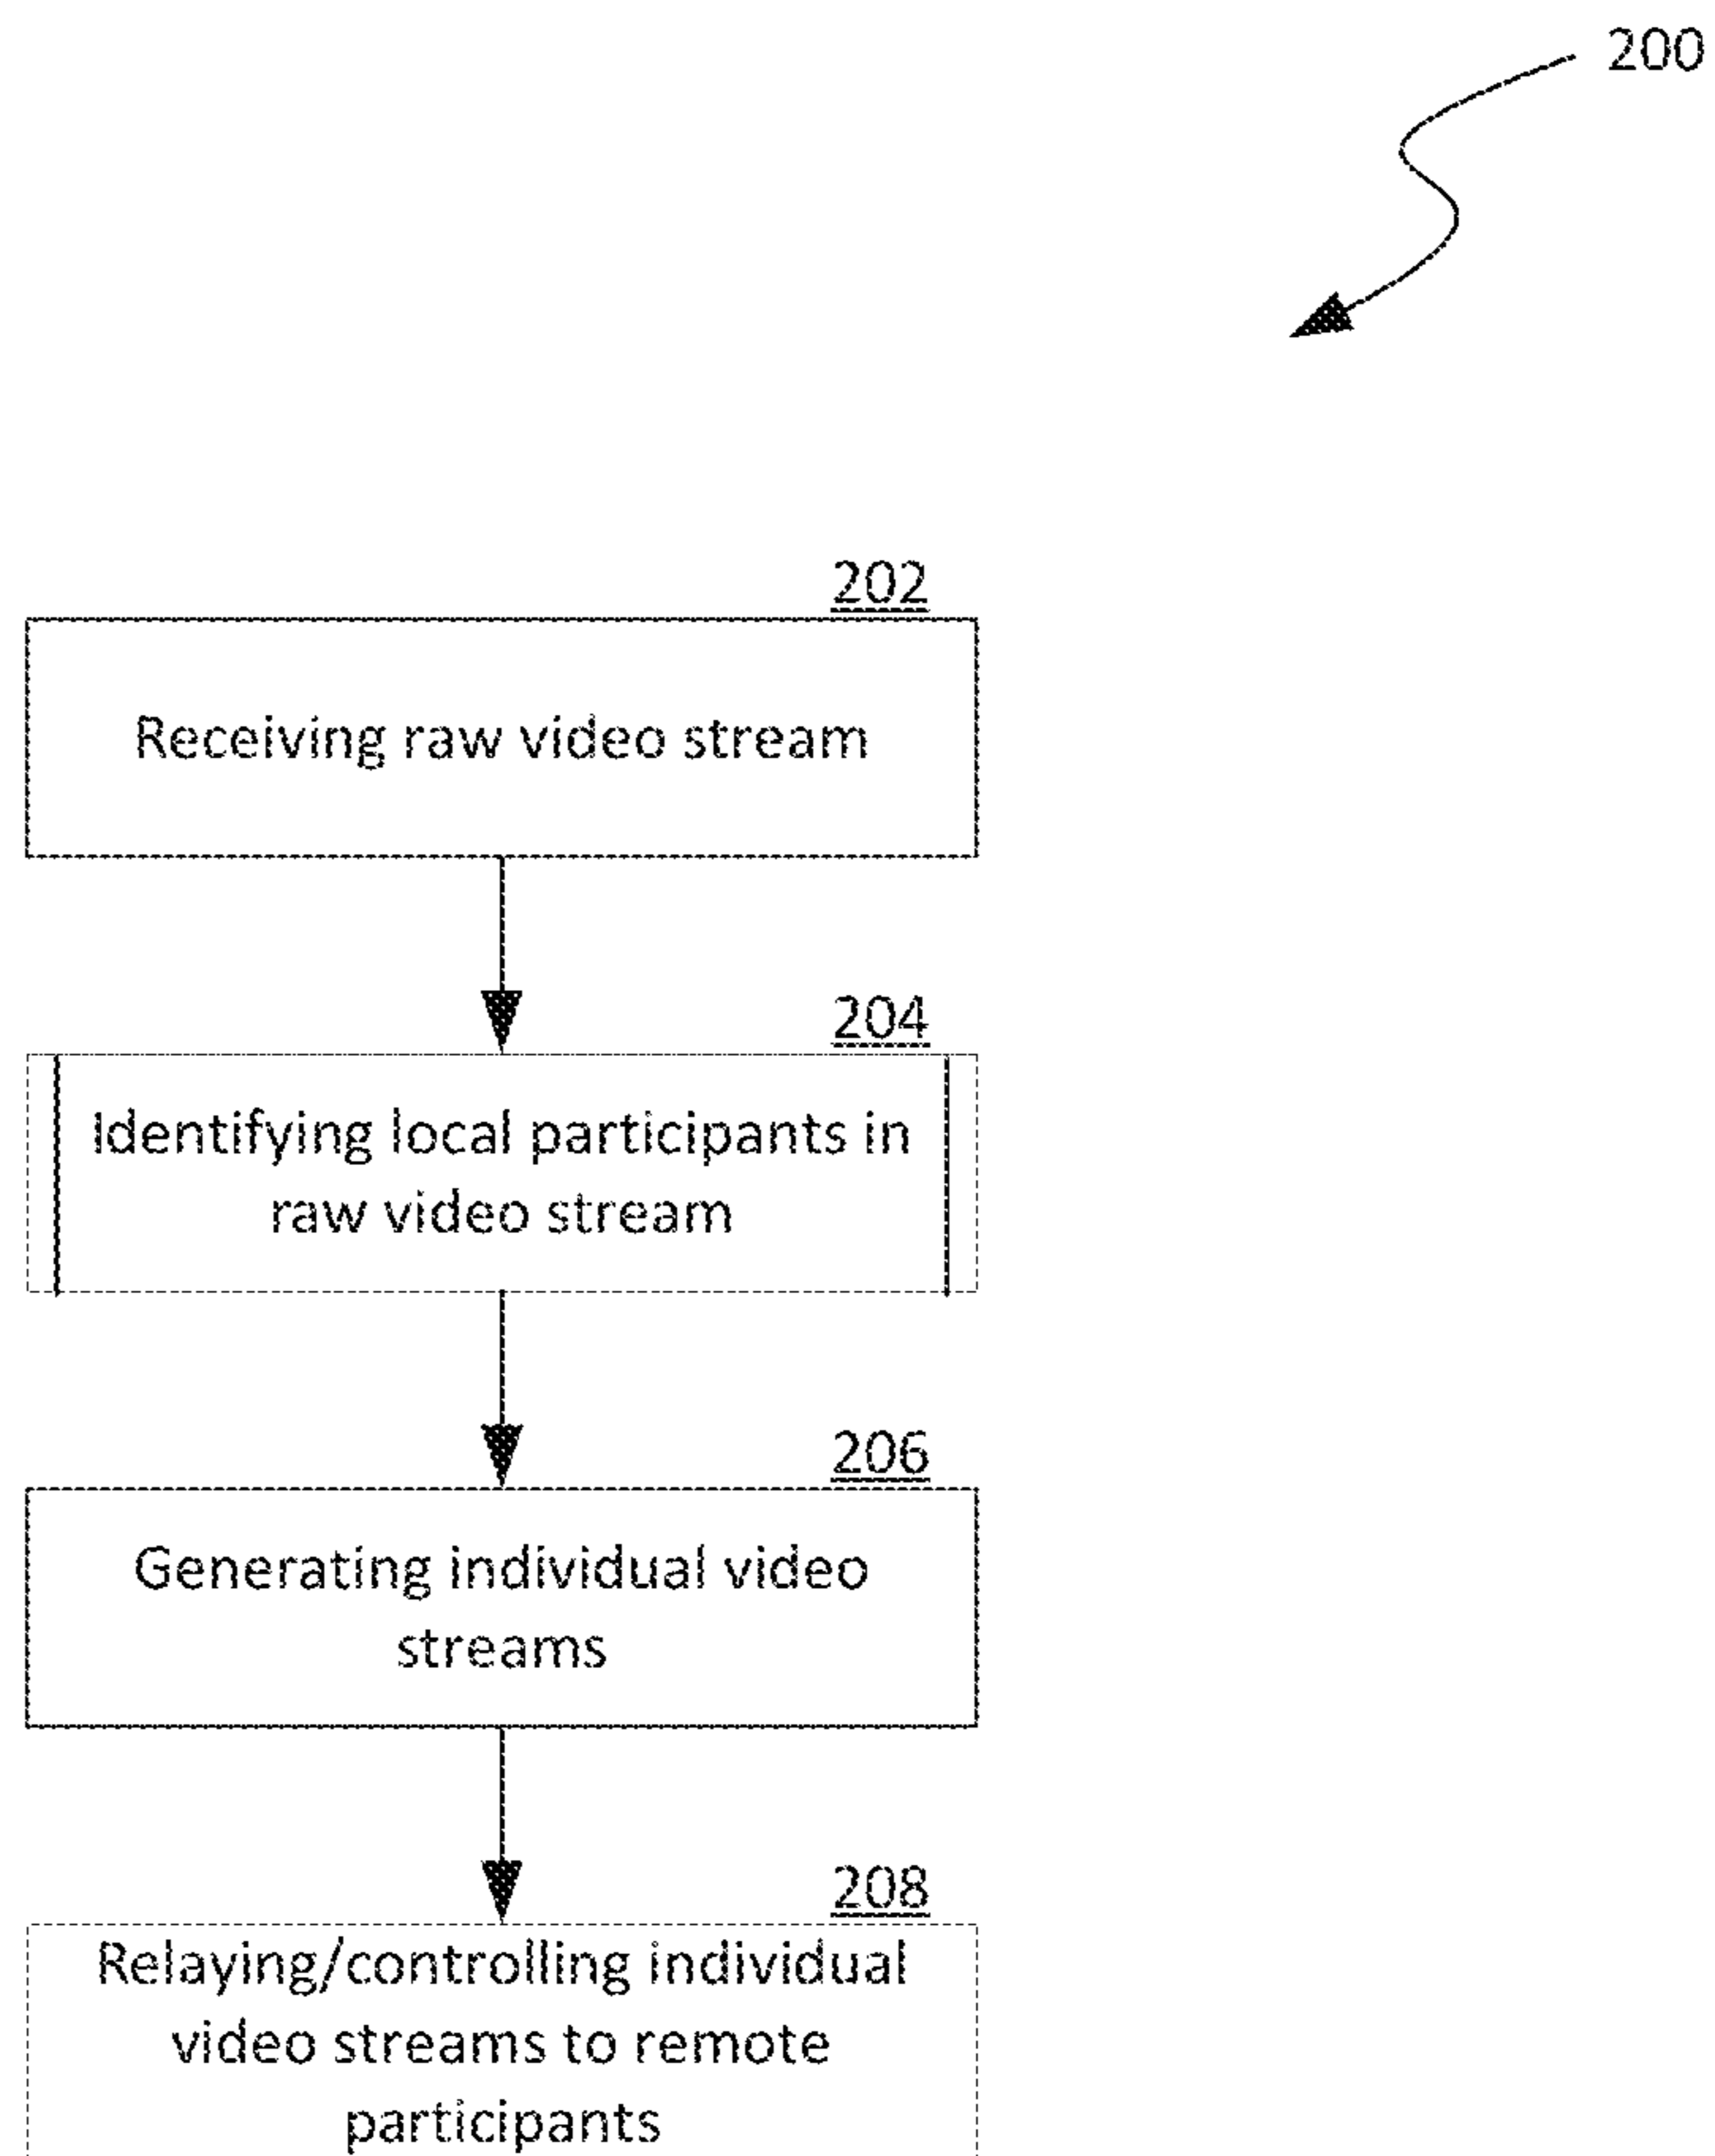 200
202
Receiving raw video stream
204
Identifying local participants in
raw video stream
206
Generating individual video
streams
208
Relaying/controlling individual
video streams to remote
participants